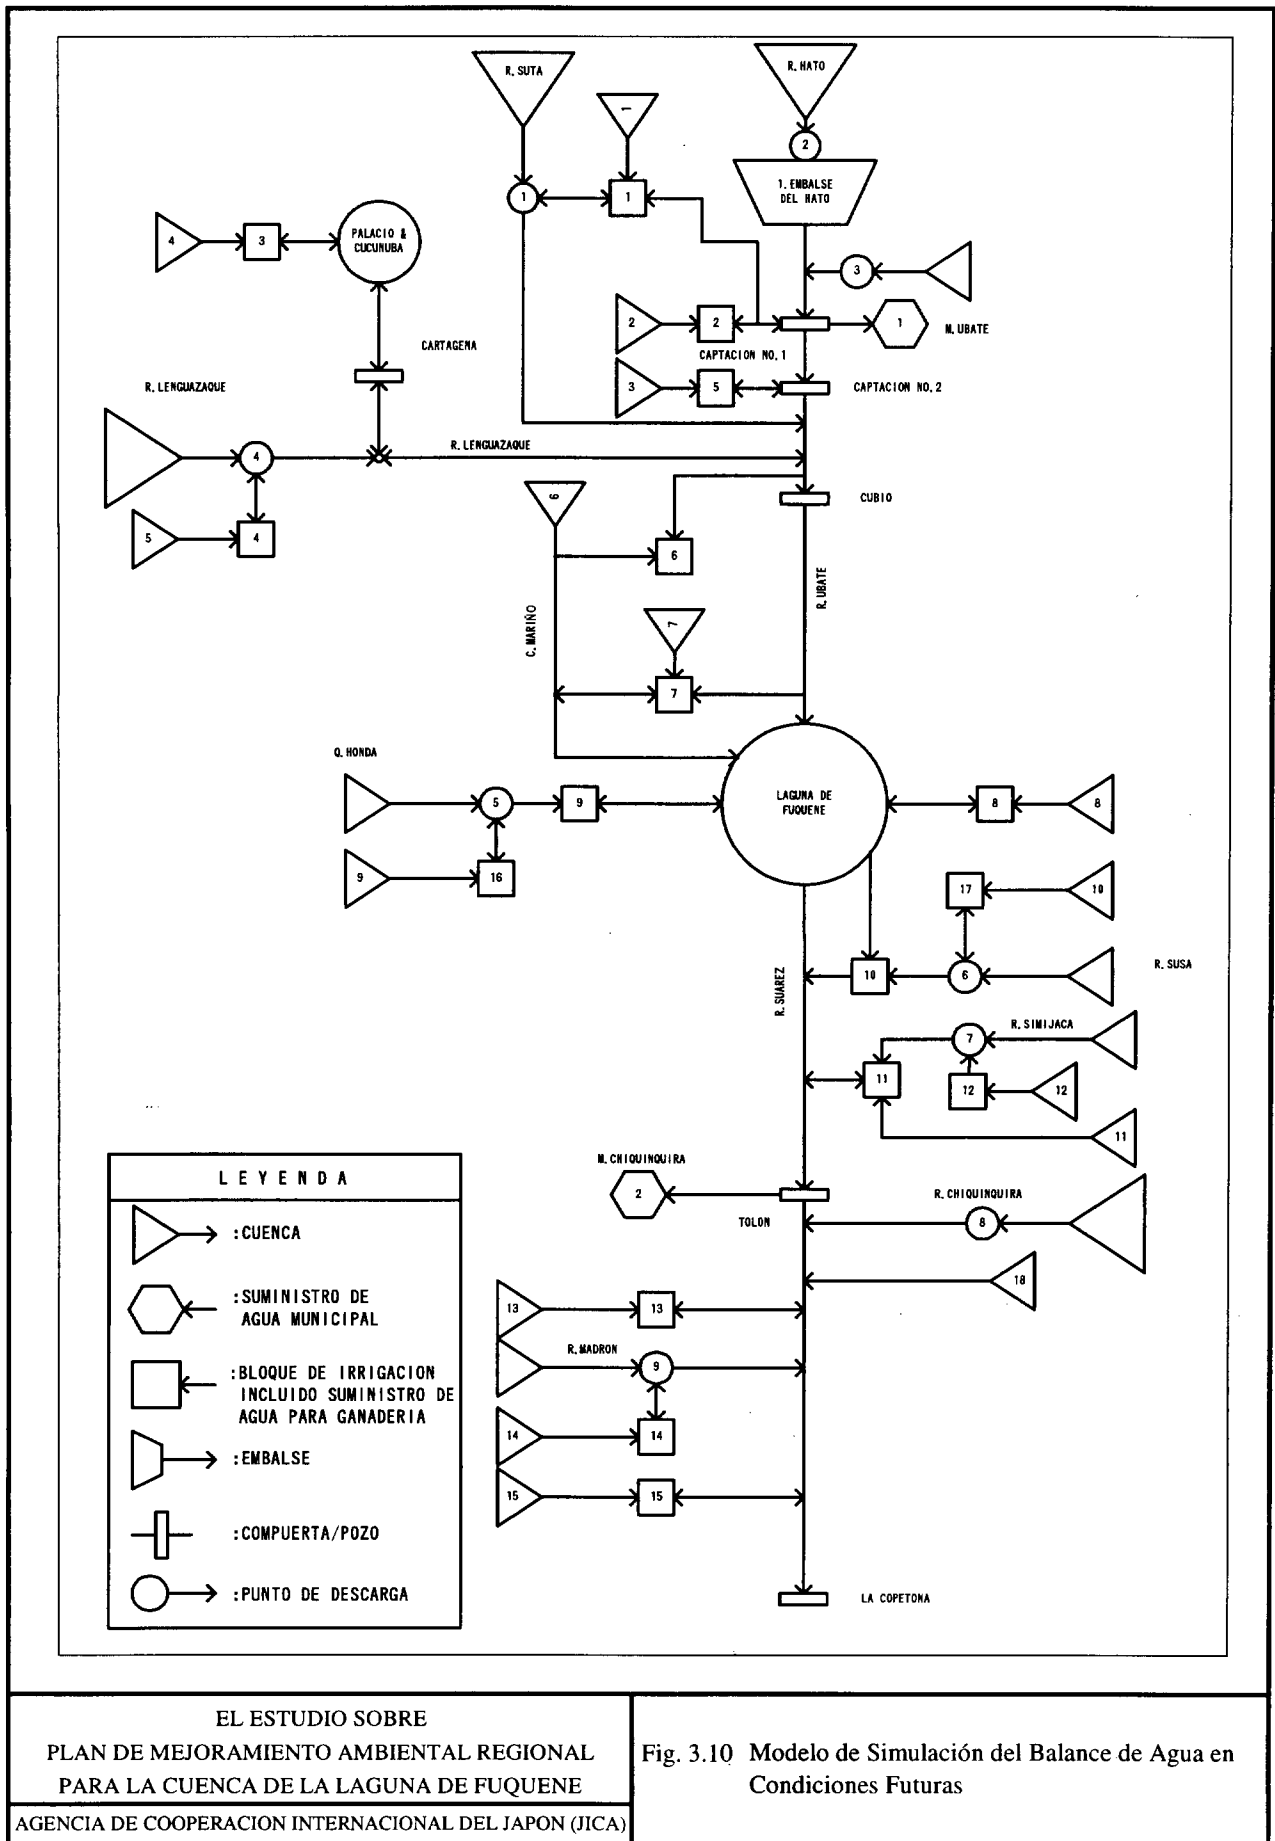 R. SUTA
R. HATO
1
2
1. EMBALSE
DEL HATO
1
1
4
3
PALACIO &
CUCUNUBA
3
2
2
1
M. UBATE
CARTAGENA
CAPTACION NO. 1
3
5
CAPTACION NO. 2
R. LENGUAZAQUE
R. LENGUAZAQUE
4
5
4
6
CUBIO
6
R. UBATE
C. MARIÑO
7
7
Q. HONDA
5
9
LAGUNA DE
FUQUENE
8
8
9
16
17
10
R. SUAREZ
10
6
R. SUSA
R. SIMIJACA
7
11
12
12
11
M. CHIQUINQUIRA
2
TOLON
R. CHIQUINQUIRA
8
18
13
13
R. MADRON
9
14
14
15
15
LA COPETONA
LEYENDA
:CUENCA
:SUMINISTRO DE
AGUA MUNICIPAL
:BLOQUE DE IRRIGACION
INCLUIDO SUMINISTRO DE
AGUA PARA GANADERIA
:EMBALSE
:COMPUERTA/POZO
:PUNTO DE DESCARGA
EL ESTUDIO SOBRE
PLAN DE MEJORAMIENTO AMBIENTAL REGIONAL
PARA LA CUENCA DE LA LAGUNA DE FUQUENE
AGENCIA DE COOPERACION INTERNACIONAL DEL JAPON (JICA)
Fig. 3.10 Modelo de Simulación del Balance de Agua en
Condiciones Futuras